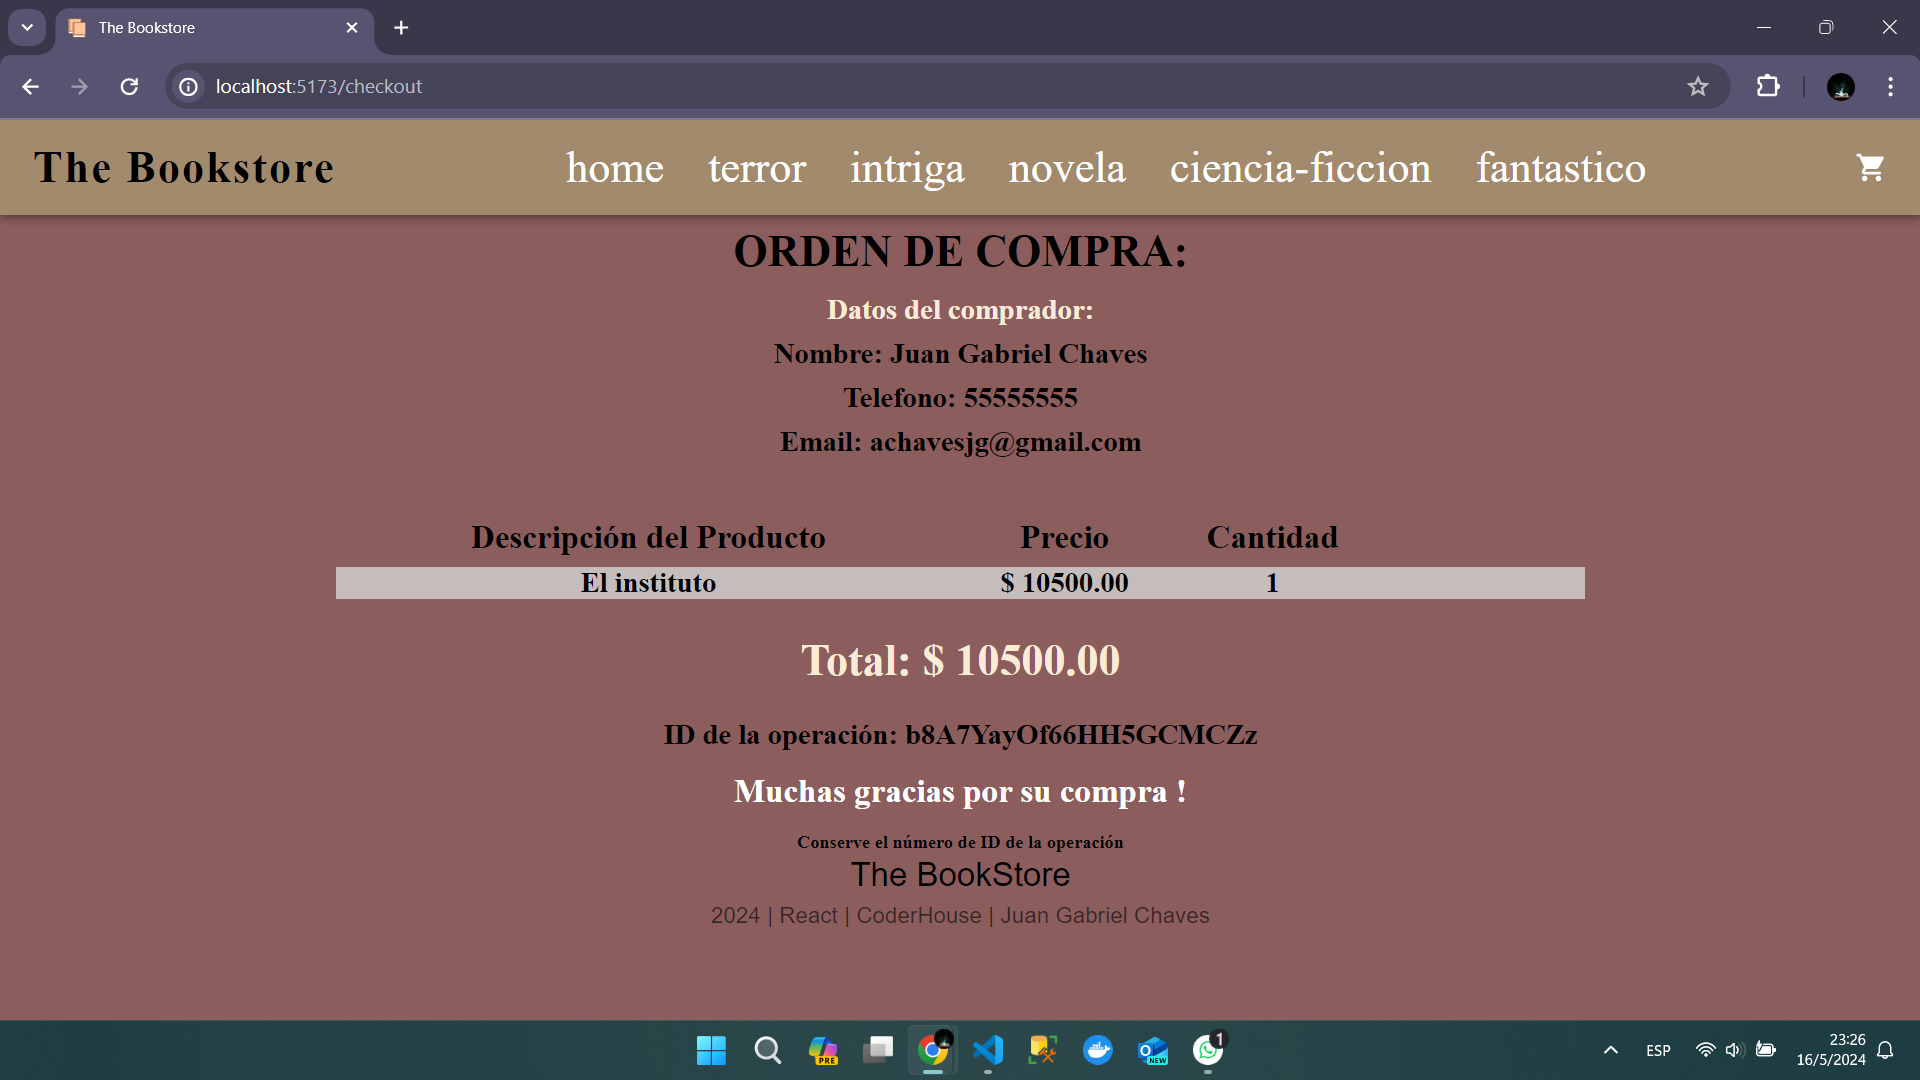 The Bookstore
localhost:5173/checkout
The Bookstore home terror intriga novela ciencia-ficcion fantastico
ORDEN DE COMPRA:
Datos del comprador:
Nombre: Juan Gabriel Chaves
Telefono: 55555555
Email: achavesjg@gmail.com
Descripción del Producto Precio Cantidad
El instituto $ 10500.00 1
Total: $ 10500.00
ID de la operación: b8A7YayOf66HH5GCMCZz
Muchas gracias por su compra !
Conserve el número de ID de la operación
The BookStore
2024 | React | CoderHouse | Juan Gabriel Chaves
PRE
NEW
1
ESP
23:26
16/5/2024